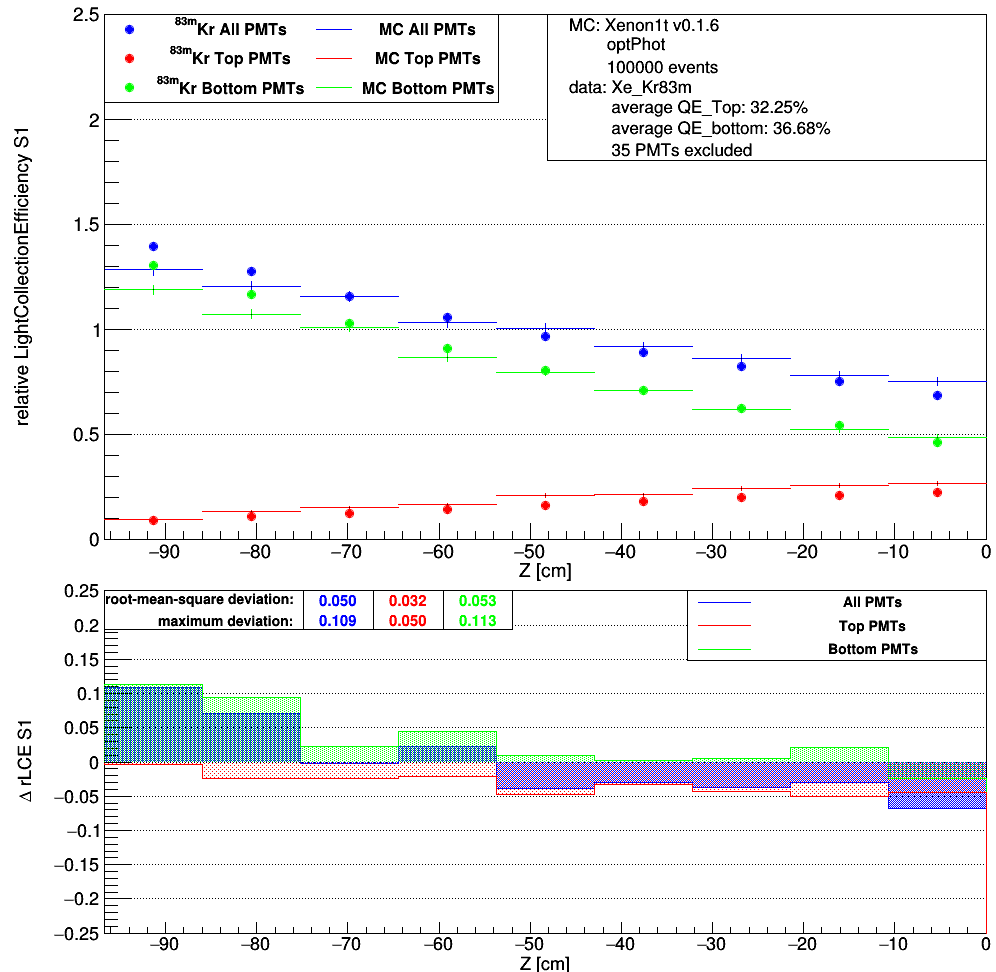 2.5
2
1.5
1
0.5
0
relative LightCollectionEfficiency S1
83mKr All PMTs
MC All PMTs
83mKr Top PMTs
MC Top PMTs
83mKr Bottom PMTs
MC Bottom PMTs
MC: Xenon1t v0.1.6
optPhot
100000 events
data: Xe_Kr83m
average QE_Top: 32.25%
average QE_bottom: 36.68%
35 PMTs excluded
−90 −80 −70 −60 −50 −40 −30 −20 −10 0
Z [cm]
0.25
0.2
0.15
0.1
0.05
0
−0.05
−0.1
−0.15
−0.2
−0.25
Δ rLCE S1
root-mean-square deviation: 0.050 0.032 0.053
maximum deviation: 0.109 0.050 0.113
All PMTs
Top PMTs
Bottom PMTs
−90 −80 −70 −60 −50 −40 −30 −20 −10 0
Z [cm]